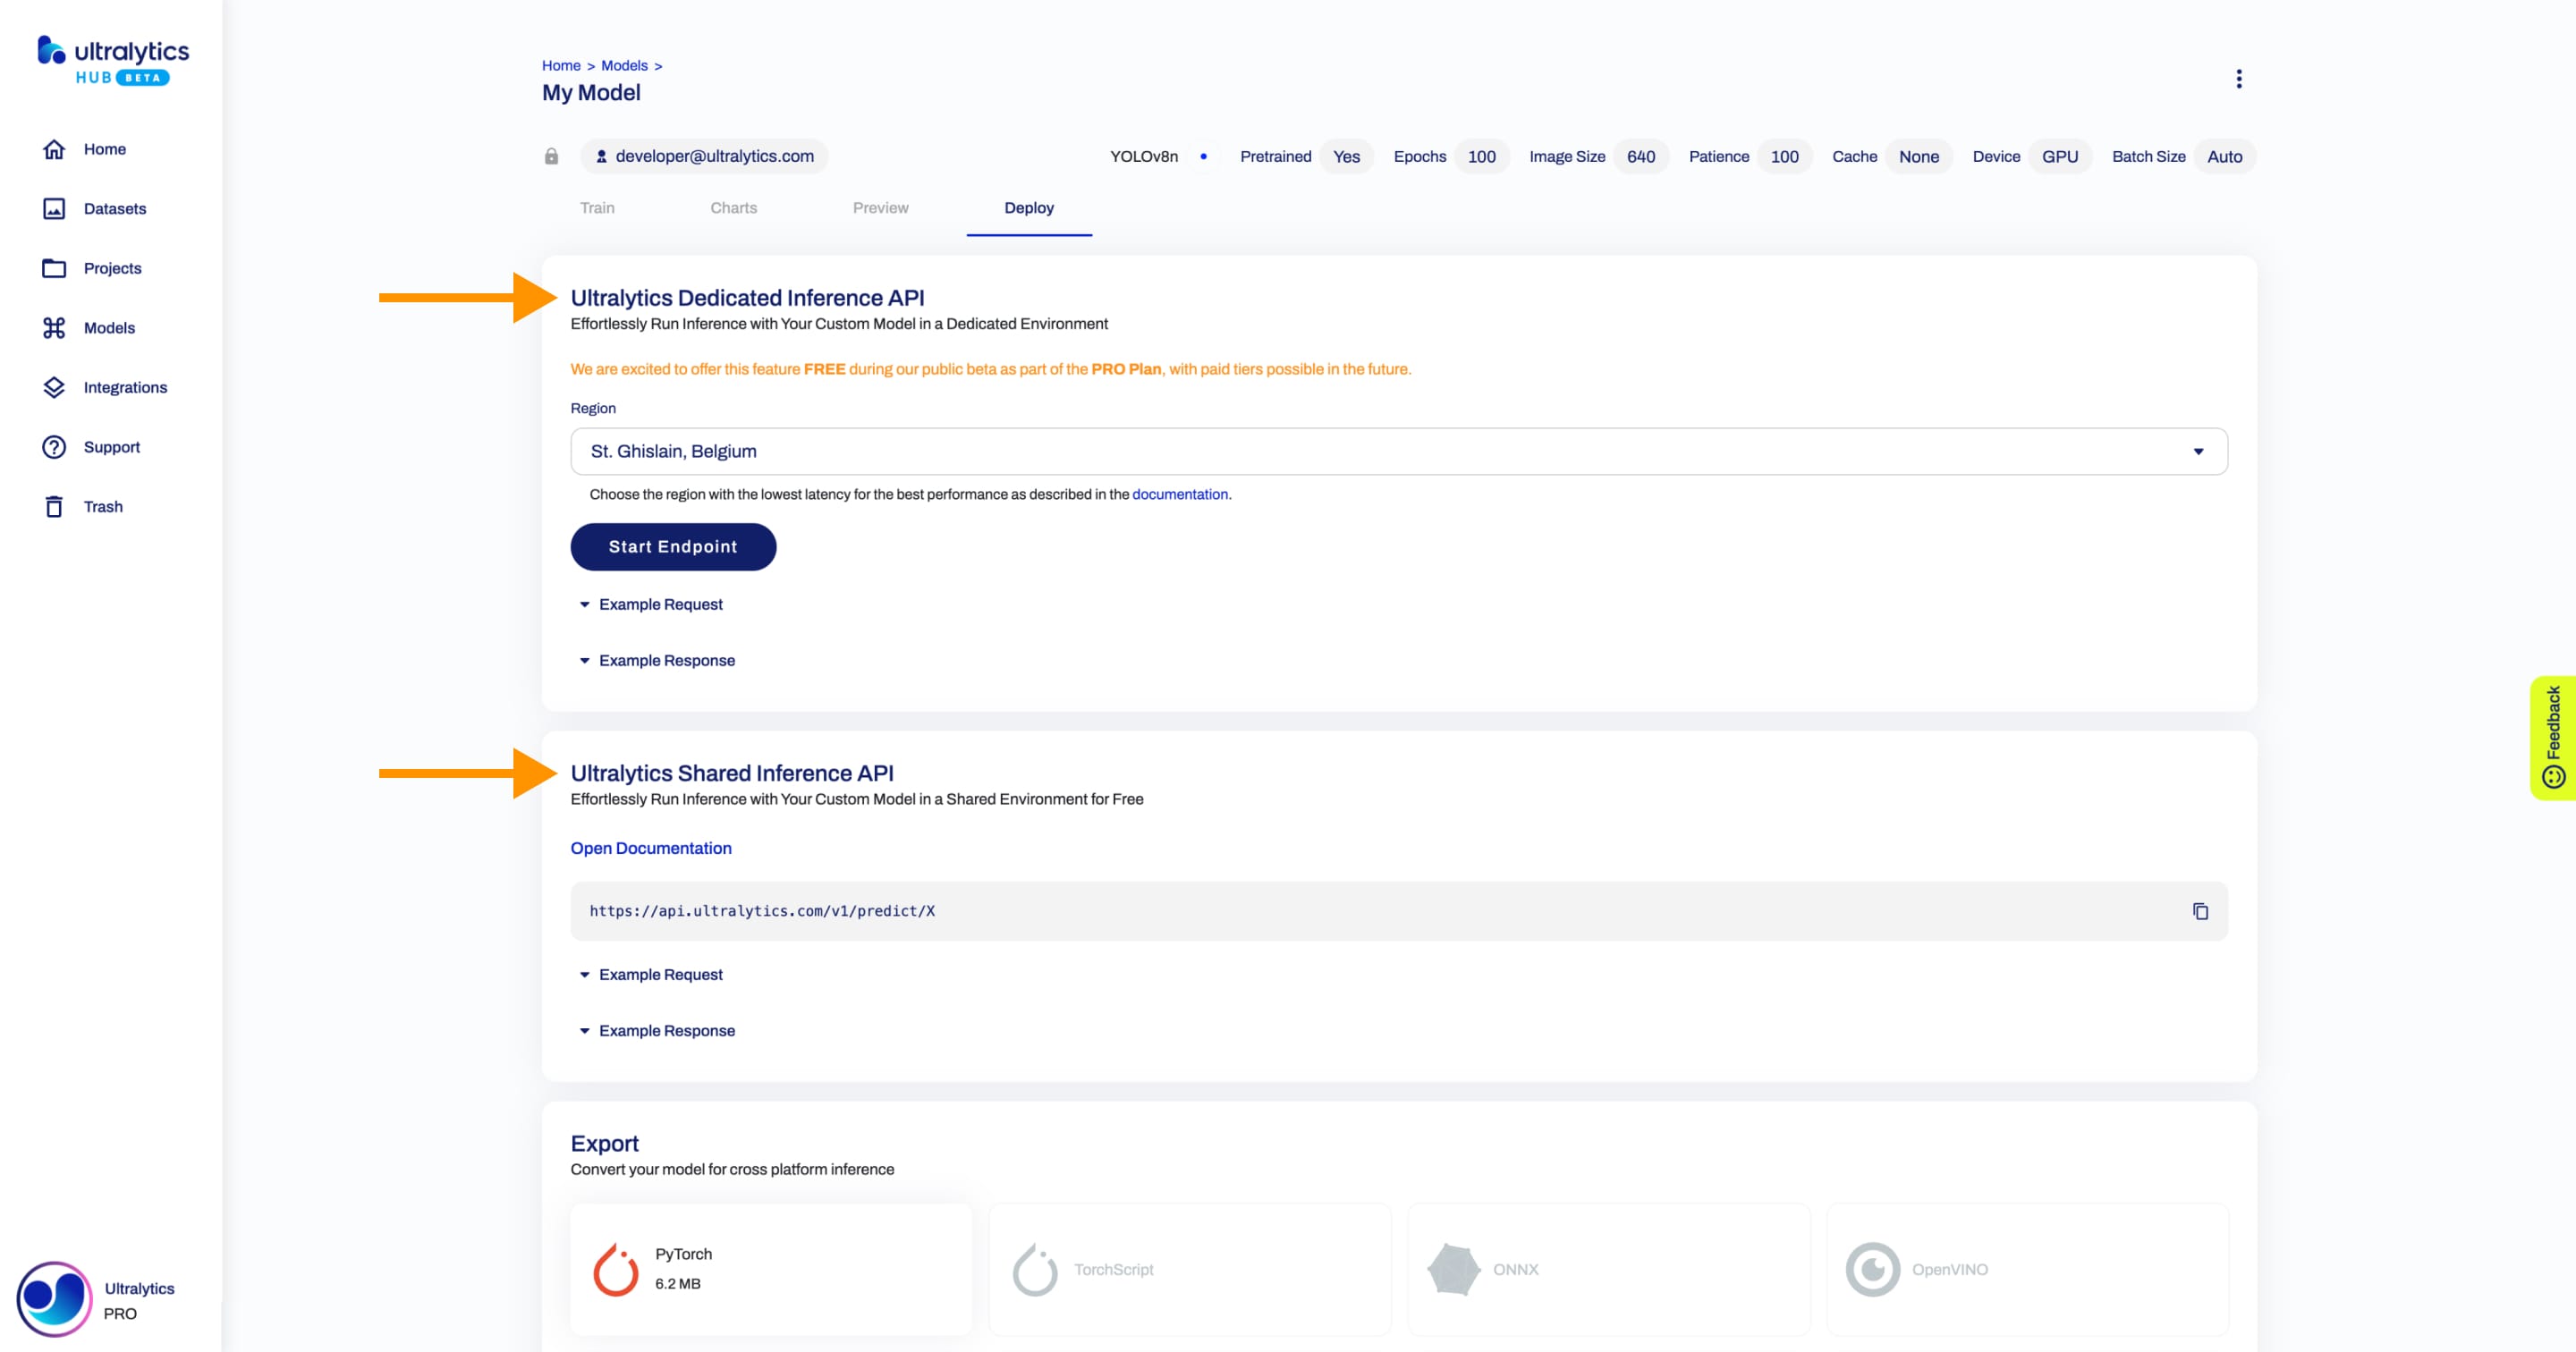 ultralytics
HUB BETA
Home
Datasets
Projects
Models
Integrations
Support
Trash
Ultralytics
PRO
Home > Models >
My Model
developer@ultralytics.com
YOLOv8n Pretrained Yes Epochs 100 Image Size 640 Patience 100 Cache None Device GPU Batch Size Auto
Train Charts Preview Deploy
Ultralytics Dedicated Inference API
Effortlessly Run Inference with Your Custom Model in a Dedicated Environment
We are excited to offer this feature FREE during our public beta as part of the PRO Plan, with paid tiers possible in the future.
Region
St. Ghislain, Belgium
Choose the region with the lowest latency for the best performance as described in the documentation.
Start Endpoint
Example Request
Example Response
Ultralytics Shared Inference API
Effortlessly Run Inference with Your Custom Model in a Shared Environment for Free
Open Documentation
https://api.ultralytics.com/v1/predict/X
Example Request
Example Response
Export
Convert your model for cross platform inference
PyTorch
6.2 MB
TorchScript
ONNX
OpenVINO
Feedback